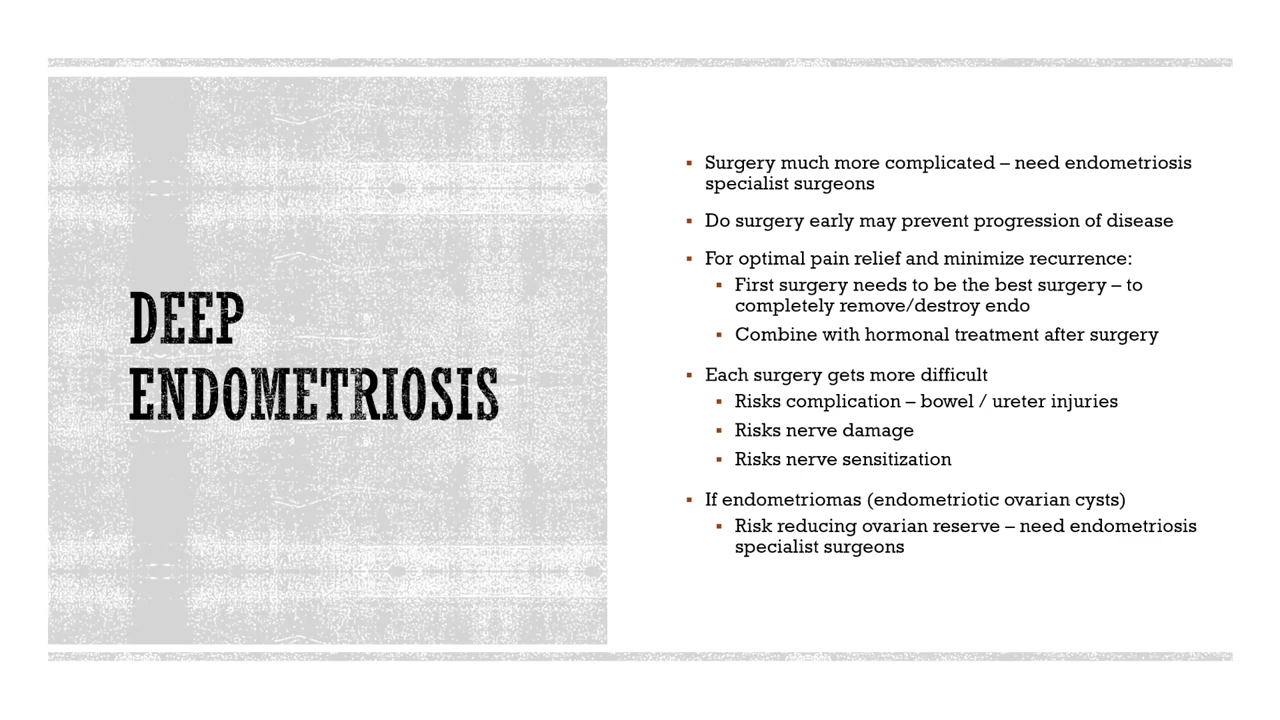 DEEP
ENDOMETRIOSIS
▪ Surgery much more complicated – need endometriosis
specialist surgeons
▪ Do surgery early may prevent progression of disease
▪ For optimal pain relief and minimize recurrence:
▪ First surgery needs to be the best surgery – to
completely remove/destroy endo
▪ Combine with hormonal treatment after surgery
▪ Each surgery gets more difficult
▪ Risks complication – bowel / ureter injuries
▪ Risks nerve damage
▪ Risks nerve sensitization
▪ If endometriomas (endometriotic ovarian cysts)
▪ Risk reducing ovarian reserve – need endometriosis
specialist surgeons